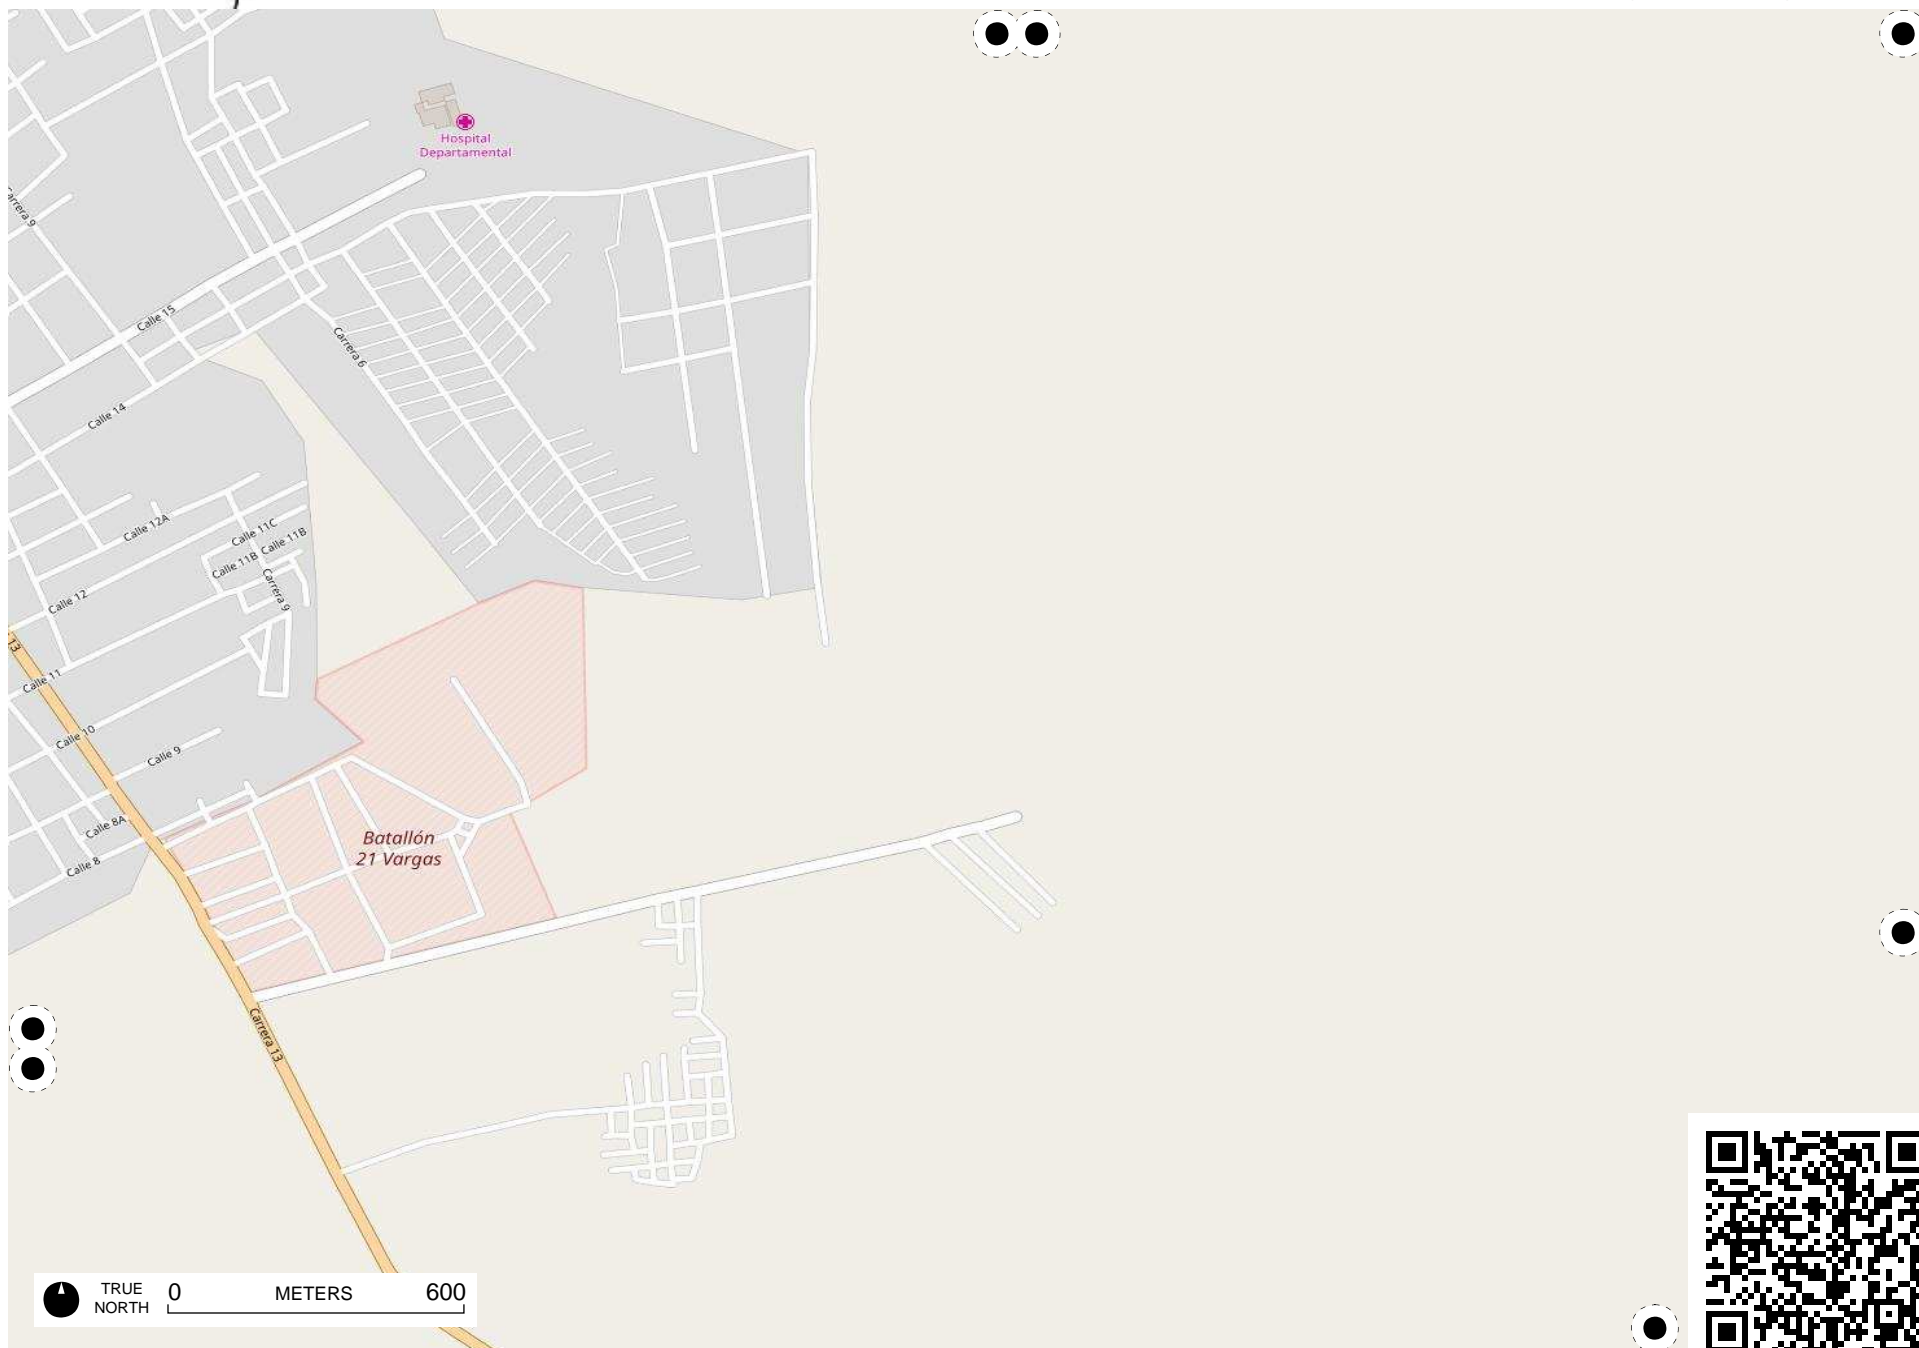 Hospital
Departamental
Carrera 9
Calle 15
Carrera 6
Calle 14
Calle 12A
Calle 11C
Calle 11B
Calle 11B
Carrera 9
Calle 12
13
Calle 11
Calle 10
Calle 9
Calle 8A
Calle 8
Batallón
21 Vargas
Carrera 13
TRUE
NORTH
0 METERS 600